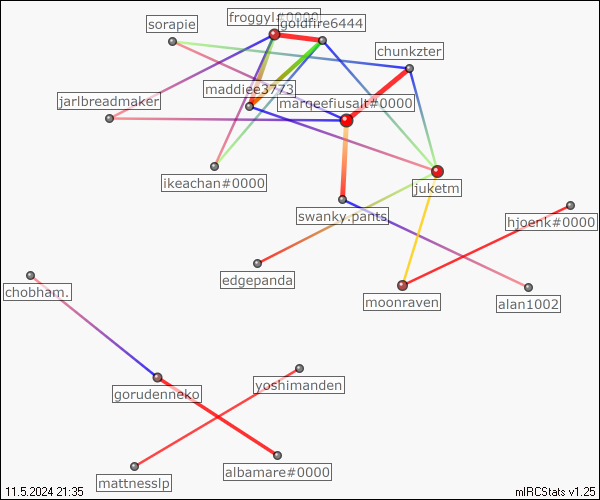 froggyl#0000
sorapie
goldfire6444
chunkzter
maddiee3773
jarlbreadmaker
marqeefiusalt#0000
ikeachan#0000
juketm
swanky.pants
hjoenk#0000
edgepanda
chobham.
moonraven
alan1002
yoshimanden
gorudenneko
albamare#0000
mattnesslp
11.5.2024 21:35
mIRCStats v1.25